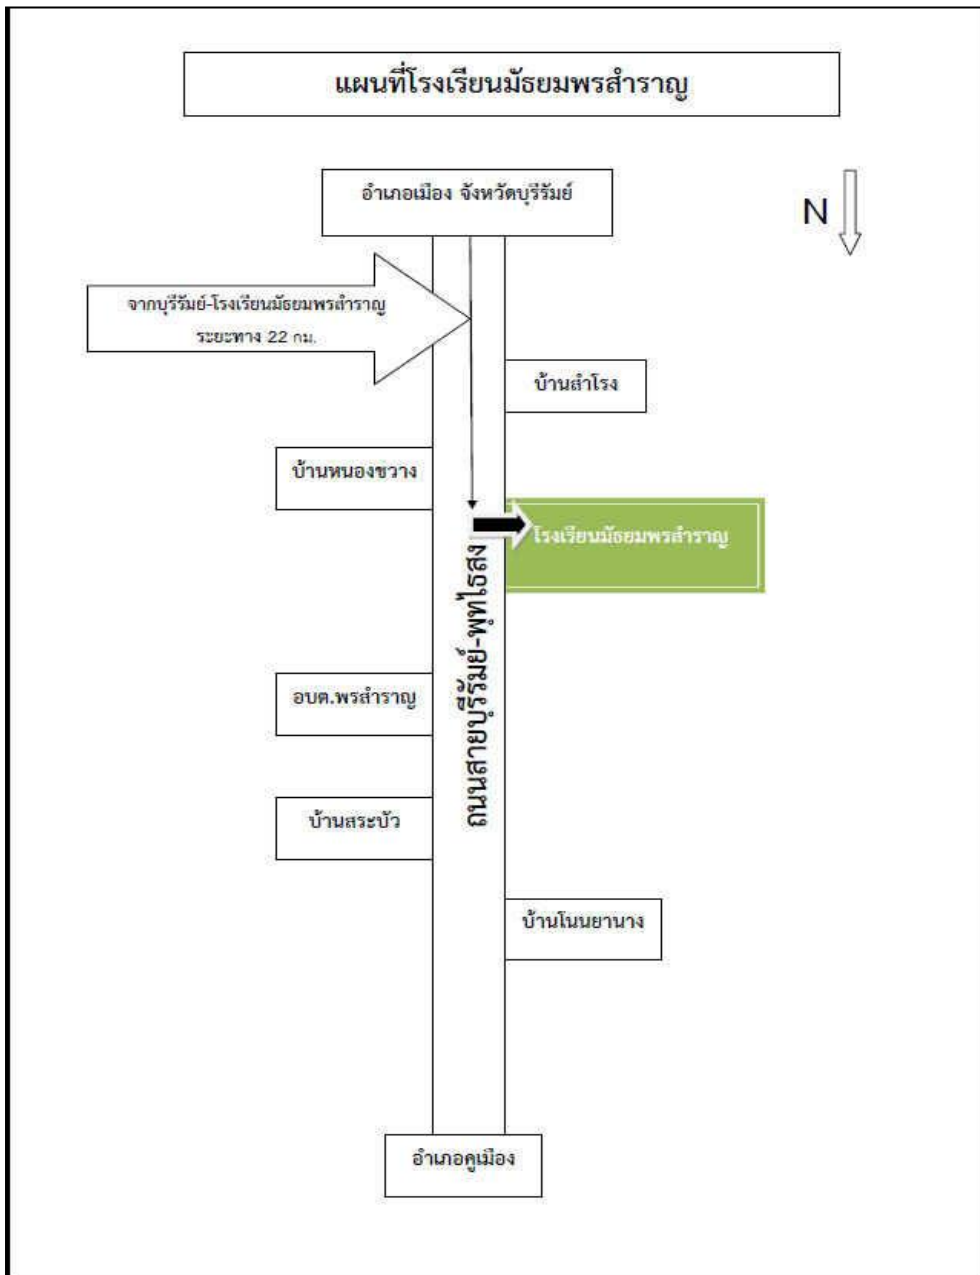 แผนที่โรงเรียนมัธยมพรสำราญ
อำเภอเมือง จังหวัดบุรีรัมย์
N
จากบุรีรัมย์-โรงเรียนมัธยมพรสำราญ
ระยะทาง 22 กม.
บ้านสำโรง
บ้านหนองขวาง
โรงเรียนมัธยมพรสำราญ
ถนนสายบุรีรัมย์-พุทไธสง
อบต.พรสำราญ
บ้านสระบัว
บ้านโนนยานาง
อำเภอคูเมือง